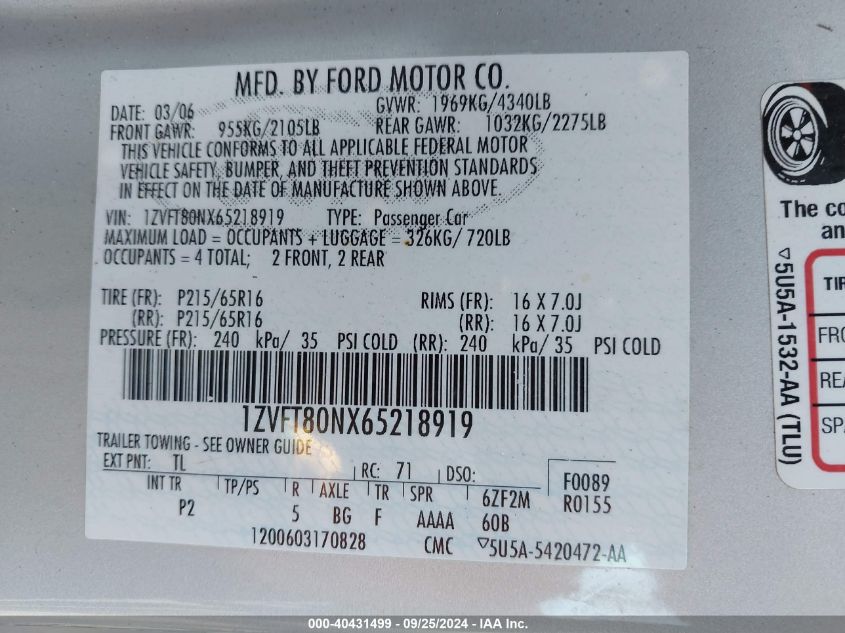 MFD. BY FORD MOTOR CO.
DATE: 03/06 GVWR: 1969KG/4340LB
FRONT GAWR: 955KG/2105LB REAR GAWR: 1032KG/2275LB
THIS VEHICLE CONFORMS TO ALL APPLICABLE FEDERAL MOTOR
VEHICLE SAFETY, BUMPER, AND THEFT PREVENTION STANDARDS
IN EFFECT ON THE DATE OF MANUFACTURE SHOWN ABOVE.
VIN: 1ZVFT80NX65218919 TYPE: Passenger Car
MAXIMUM LOAD = OCCUPANTS + LUGGAGE = 326KG/ 720LB
OCCUPANTS = 4 TOTAL; 2 FRONT, 2 REAR
TIRE (FR): P215/65R16 RIMS (FR): 16 X 7.0J
(RR): P215/65R16 (RR): 16 X 7.0J
PRESSURE (FR): 240 kPa/ 35 PSI COLD (RR): 240 kPa/ 35 PSI COLD
1ZVFT80NX65218919
TRAILER TOWING - SEE OWNER GUIDE
EXT PNT: TL RC: 71 DSO: F0089
INT TR TP/PS R AXLE TR SPR 6ZF2M R0155
P2 5 BG F AAAA 60B
1200603170828 CMC ▽5U5A-5420472-AA
The co
an
▽5U5A-1532-AA (TLU)
TIR
FRO
REA
SPA
000-40431499 - 09/25/2024 - IAA Inc.